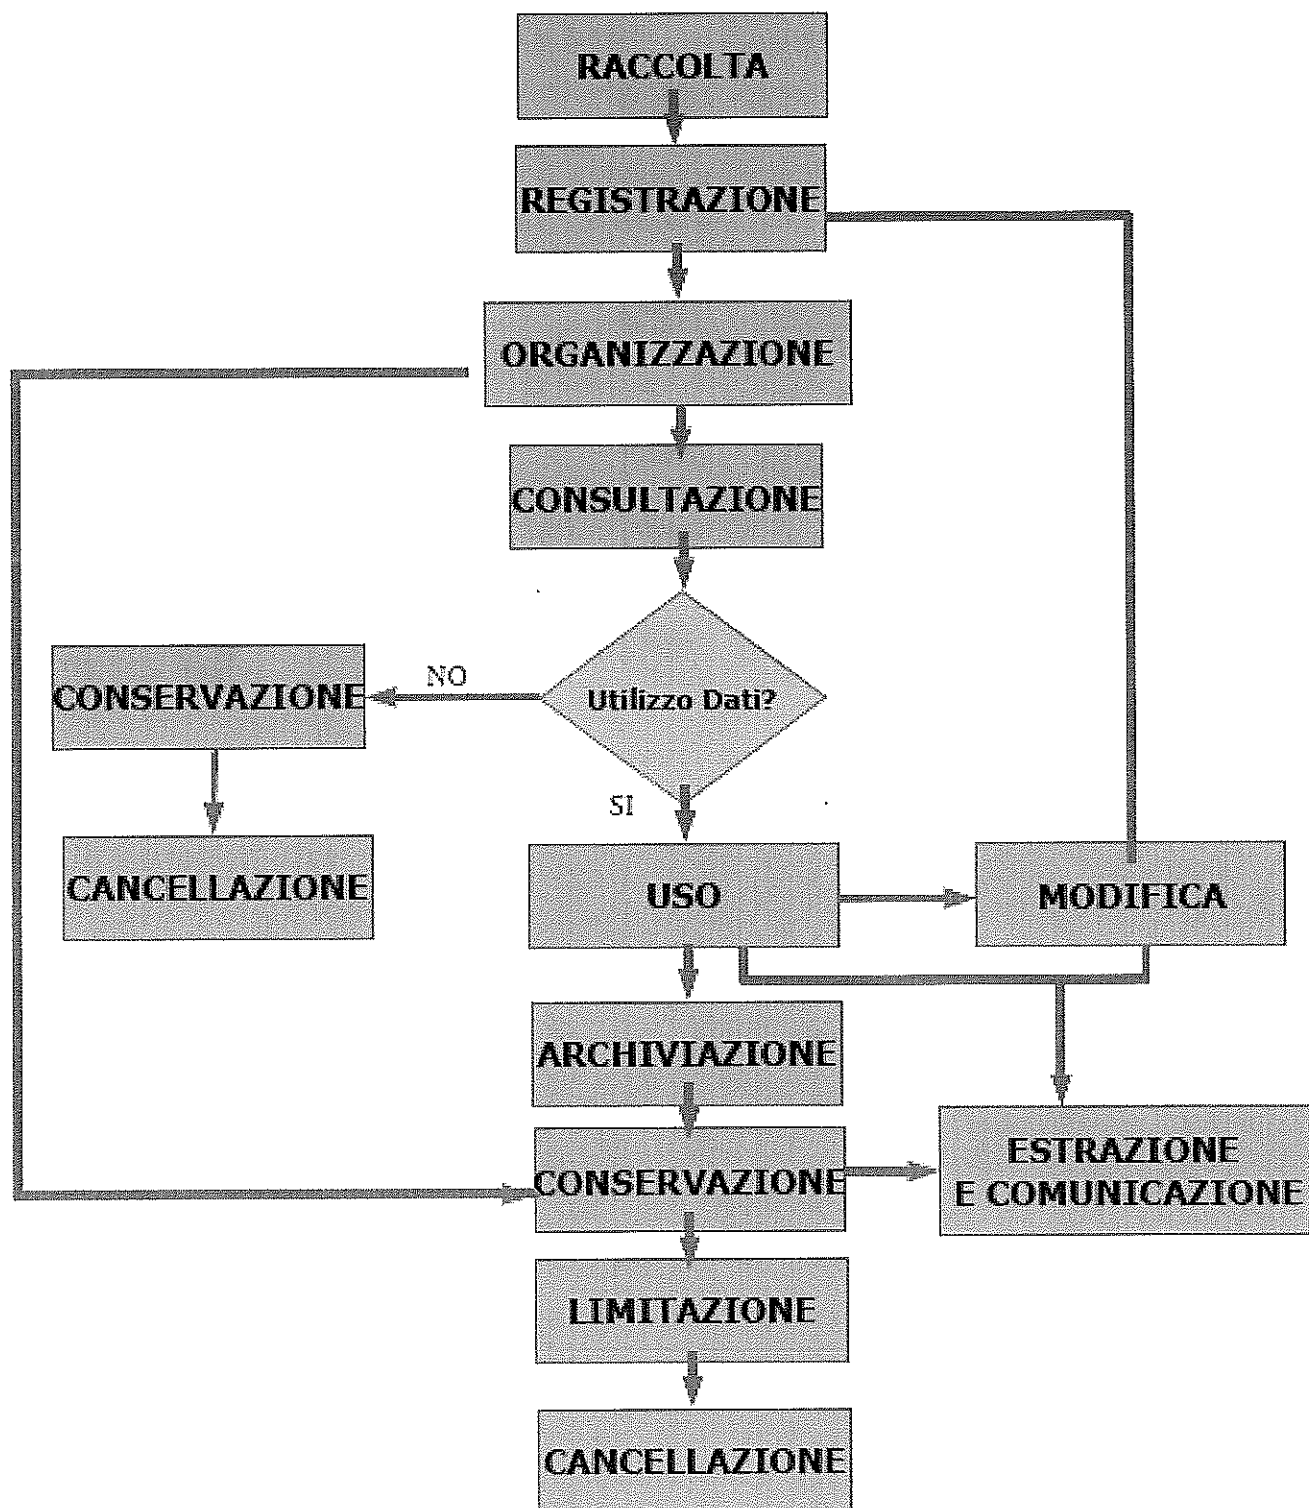 RACCOLTA
REGISTRAZIONE
ORGANIZZAZIONE
CONSULTAZIONE
Utilizzo Dati?
NO
CONSERVAZIONE
CANCELLAZIONE
SI
USO
MODIFICA
ARCHIVIAZIONE
CONSERVAZIONE
ESTRAZIONE
E COMUNICAZIONE
LIMITAZIONE
CANCELLAZIONE